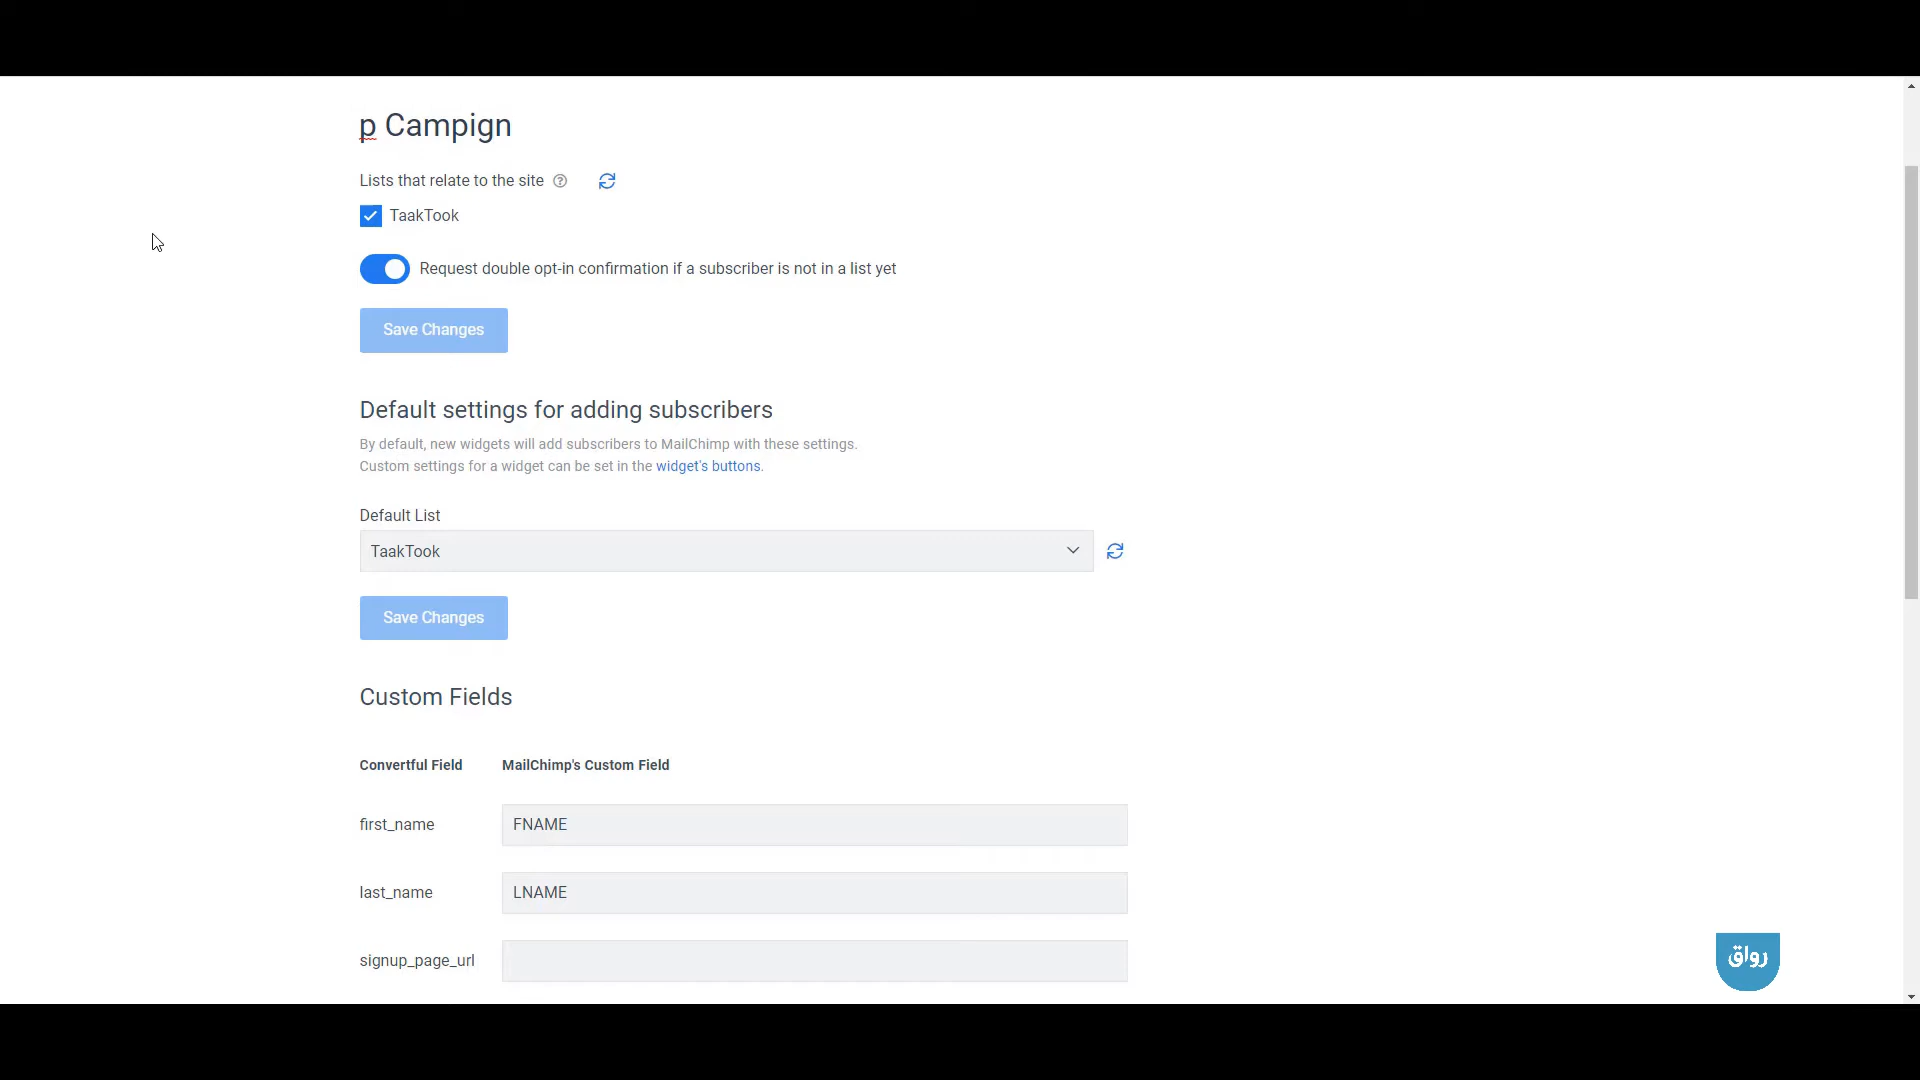 p Campign
Lists that relate to the site
TaakTook
Request double opt-in confirmation if a subscriber is not in a list yet
Save Changes
Default settings for adding subscribers
By default, new widgets will add subscribers to MailChimp with these settings.
Custom settings for a widget can be set in the widget's buttons.
Default List
TaakTook
Save Changes
Custom Fields
Convertful Field MailChimp's Custom Field
first_name FNAME
last_name LNAME
signup_page_url
رواق